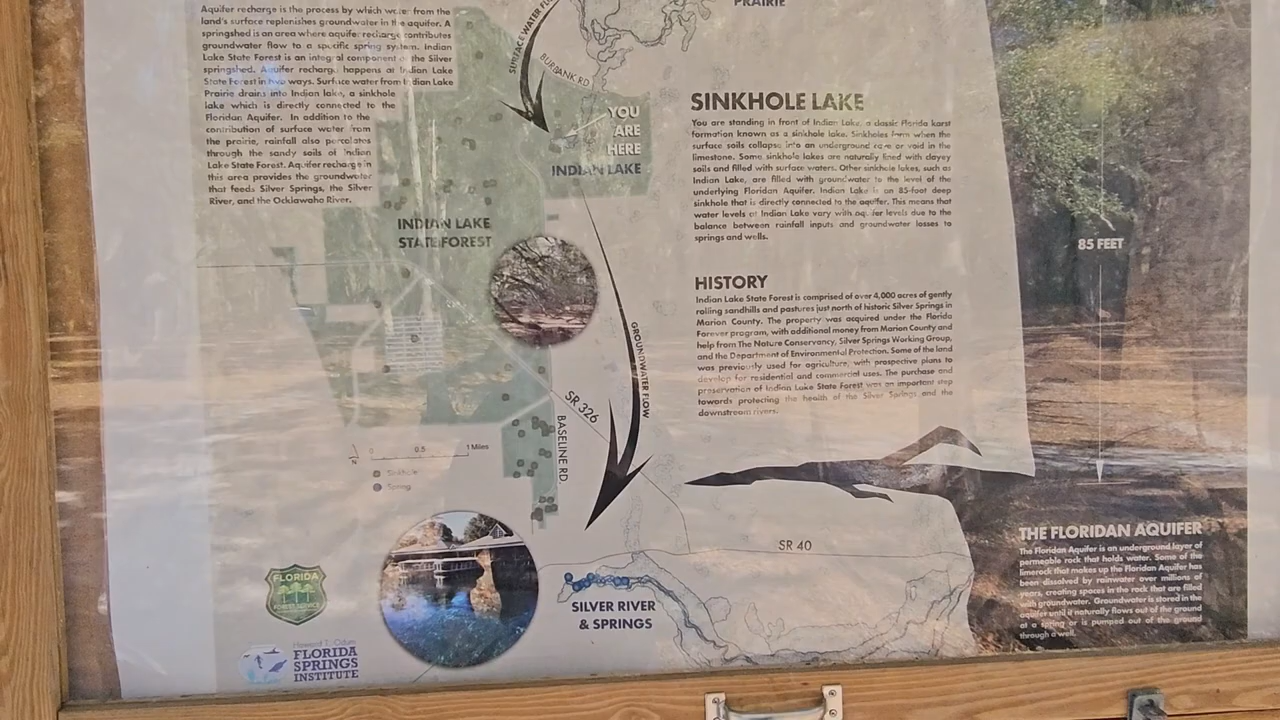 Aquifer recharge is the process by which water from the
land's surface replenishes groundwater in the aquifer. A
springshed is an area where aquifer recharge contributes
groundwater flow to a specific spring system. Indian
Lake State Forest is an integral component of the Silver
springshed. Aquifer recharge happens at Indian Lake
State Forest in two ways. Surface water from Indian Lake
Prairie drains into Indian lake, a sinkhole
lake which is directly connected to the
Floridan Aquifer. In addition to the
contribution of surface water from
the prairie, rainfall also percolates
through the sandy soils of Indian
Lake State Forest. Aquifer recharge in
this area provides the groundwater
that feeds Silver Springs, the Silver
River, and the Ocklawaha River.
PRAIRIE
SURFACE WATER
BURBANK RD
YOU
ARE
HERE
INDIAN LAKE
INDIAN LAKE
STATE FOREST
GROUNDWATER FLOW
SR 326
BASELINE RD
N
0 0.5 1 Miles
Sinkhole
Spring
SR 40
SILVER RIVER
& SPRINGS
FLORIDA
FOREST SERVICE
Howard T. Odum
FLORIDA
SPRINGS
INSTITUTE
SINKHOLE LAKE
You are standing in front of Indian Lake, a classic Florida karst
formation known as a sinkhole lake. Sinkholes form when the
surface soils collapse into an underground cave or void in the
limestone. Some sinkhole lakes are naturally lined with clayey
soils and filled with surface waters. Other sinkhole lakes, such as
Indian Lake, are filled with groundwater to the level of the
underlying Floridan Aquifer. Indian Lake is an 85-foot deep
sinkhole that is directly connected to the aquifer. This means that
water levels at Indian Lake vary with aquifer levels due to the
balance between rainfall inputs and groundwater losses to
springs and wells.
HISTORY
Indian Lake State Forest is comprised of over 4,000 acres of gently
rolling sandhills and pastures just north of historic Silver Springs in
Marion County. The property was acquired under the Florida
Forever program, with additional money from Marion County and
help from The Nature Conservancy, Silver Springs Working Group,
and the Department of Environmental Protection. Some of the land
was previously used for agriculture, with prospective plans to
develop for residential and commercial uses. The purchase and
preservation of Indian Lake State Forest was an important step
towards protecting the health of the Silver Springs and the
downstream rivers.
85 FEET
THE FLORIDAN AQUIFER
The Floridan Aquifer is an underground layer of
permeable rock that holds water. Some of the
limerock that makes up the Floridan Aquifer has
been dissolved by rainwater over millions of
years, creating spaces in the rock that are filled
with groundwater. Groundwater is stored in the
aquifer until it naturally flows out of the ground
at a spring or is pumped out of the ground
through a well.